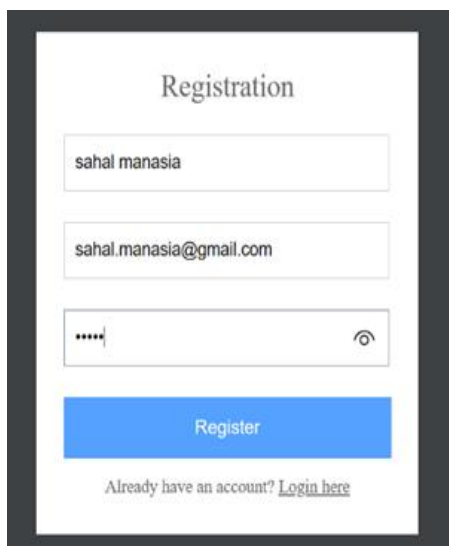 Registration
sahal manasia
sahal.manasia@gmail.com
•••••
Register
Already have an account? Login here